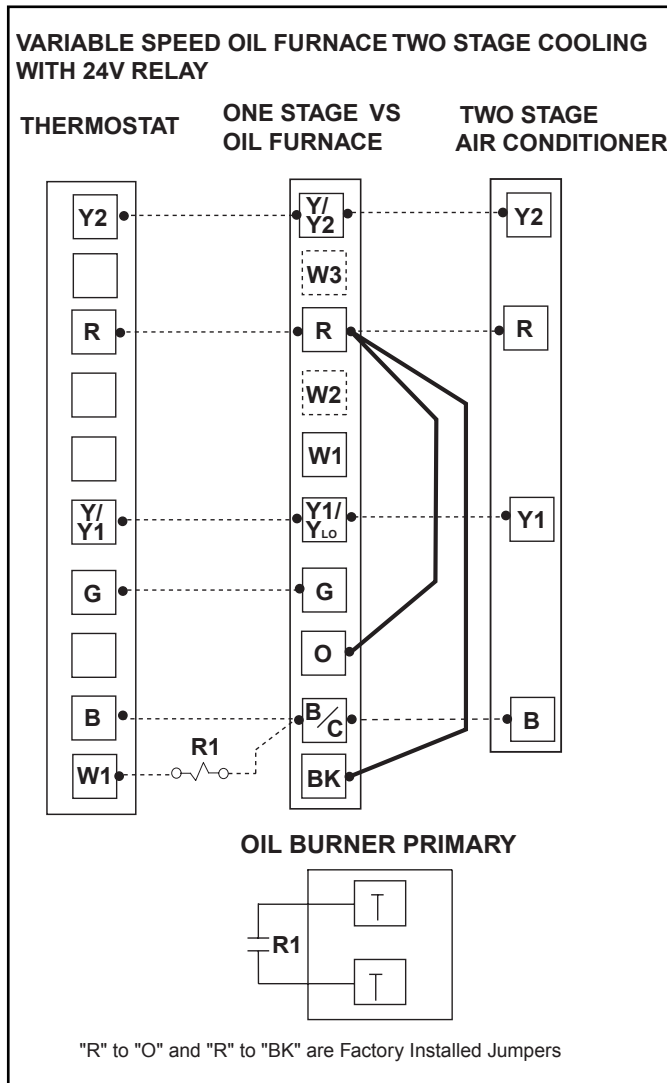 VARIABLE SPEED OIL FURNACE TWO STAGE COOLING
WITH 24V RELAY
THERMOSTAT
ONE STAGE VS
OIL FURNACE
TWO STAGE
AIR CONDITIONER
Y2
R
Y/
Y1
G
B
W1
R1
Y/
Y2
W3
R
W2
W1
Y1/
YLO
G
O
B/C
BK
Y2
R
Y1
B
OIL BURNER PRIMARY
T
R1
T
"R" to "O" and "R" to "BK" are Factory Installed Jumpers